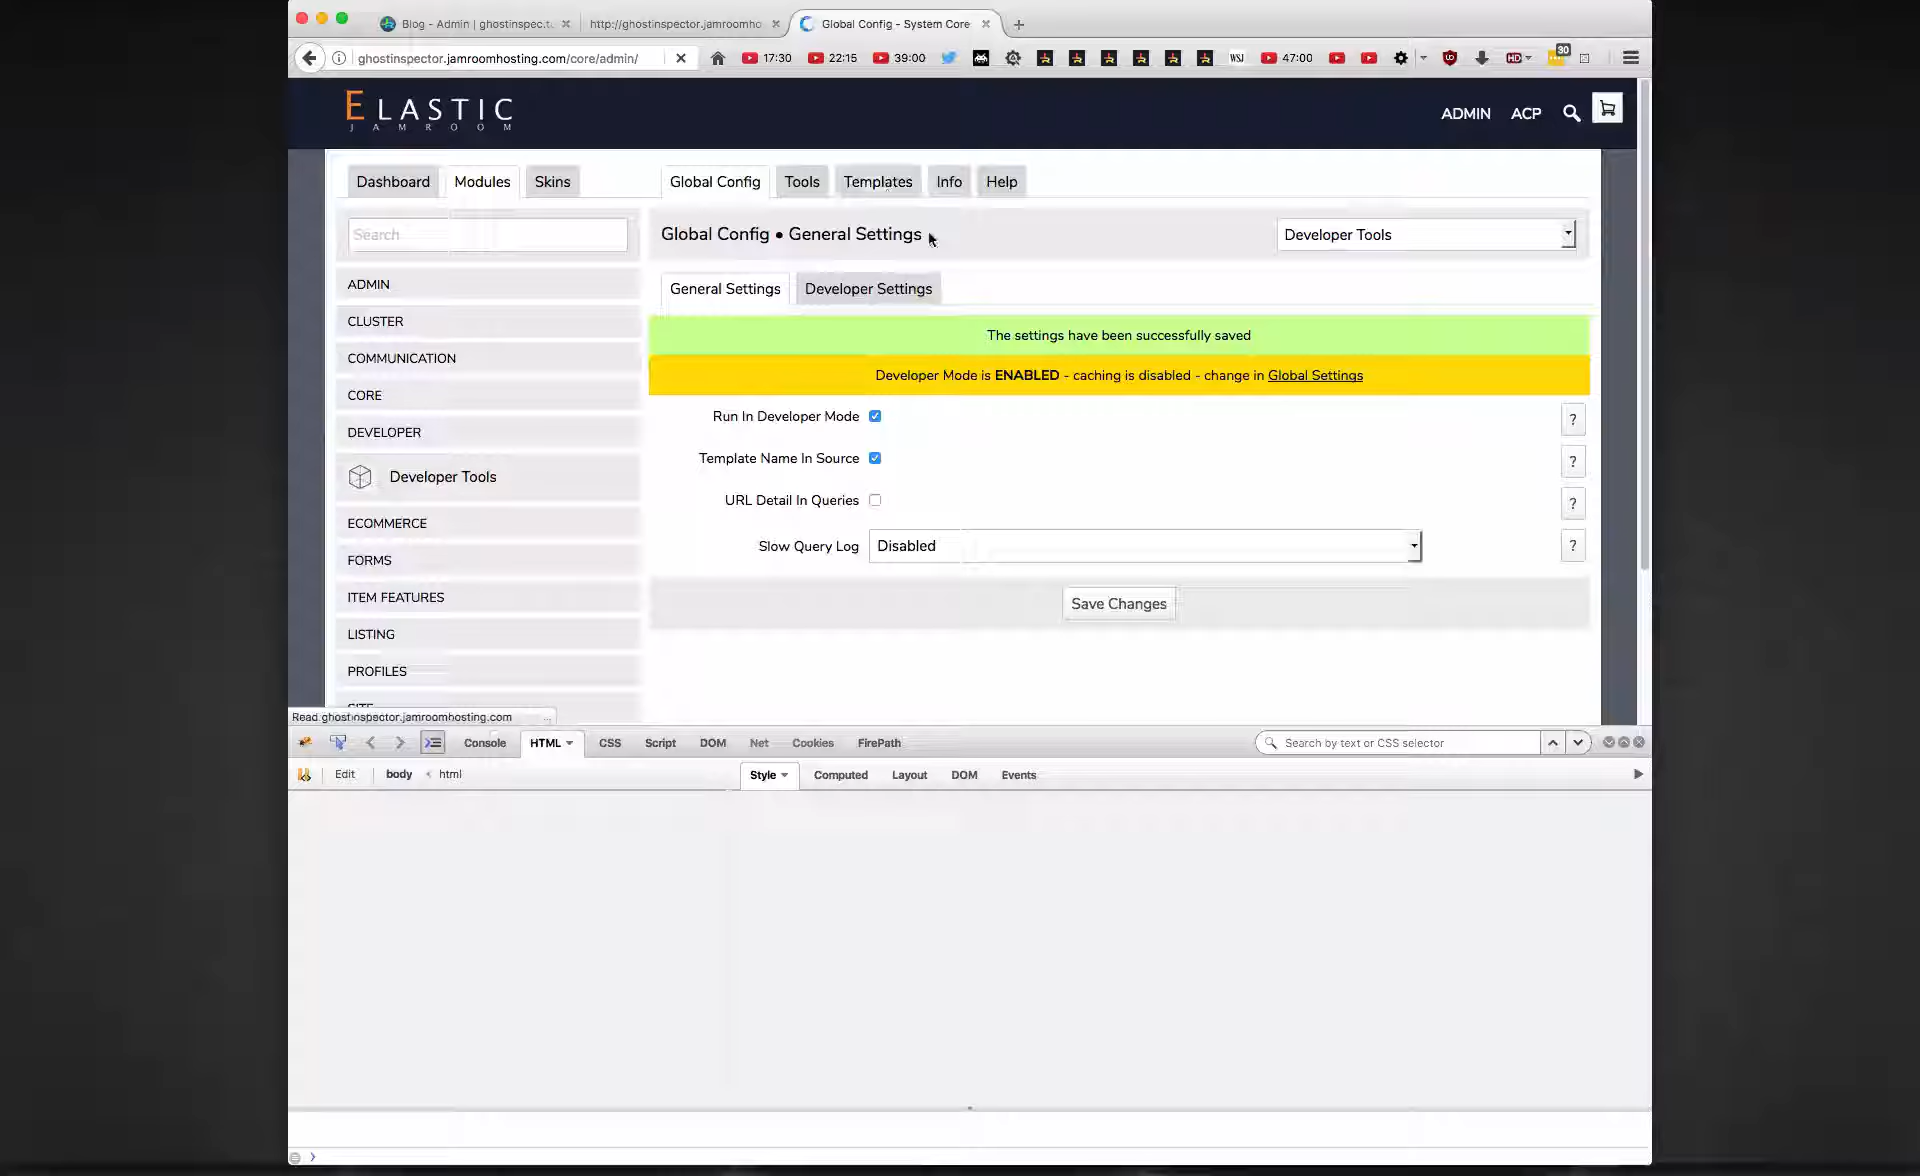 Blog - Admin | ghostinspec.t
http://ghostinspector.jamroomho
Global Config - System Core
ghostinspector.jamroomhosting.com/core/admin/
17:30
22:15
39:00
WSJ
47:00
HD
30
ELASTIC
JAMROOM
ADMIN
ACP
Dashboard
Modules
Skins
Global Config
Tools
Templates
Info
Help
Search
Global Config • General Settings
Developer Tools
ADMIN
CLUSTER
COMMUNICATION
CORE
DEVELOPER
Developer Tools
ECOMMERCE
FORMS
ITEM FEATURES
LISTING
PROFILES
SITE
General Settings
Developer Settings
The settings have been successfully saved
Developer Mode is ENABLED - caching is disabled - change in Global Settings
Run In Developer Mode
?
Template Name In Source
?
URL Detail In Queries
?
Slow Query Log
Disabled
?
Save Changes
Read ghostinspector.jamroomhosting.com
Console
HTML
CSS
Script
DOM
Net
Cookies
FirePath
Search by text or CSS selector
Edit
body < html
Style
Computed
Layout
DOM
Events